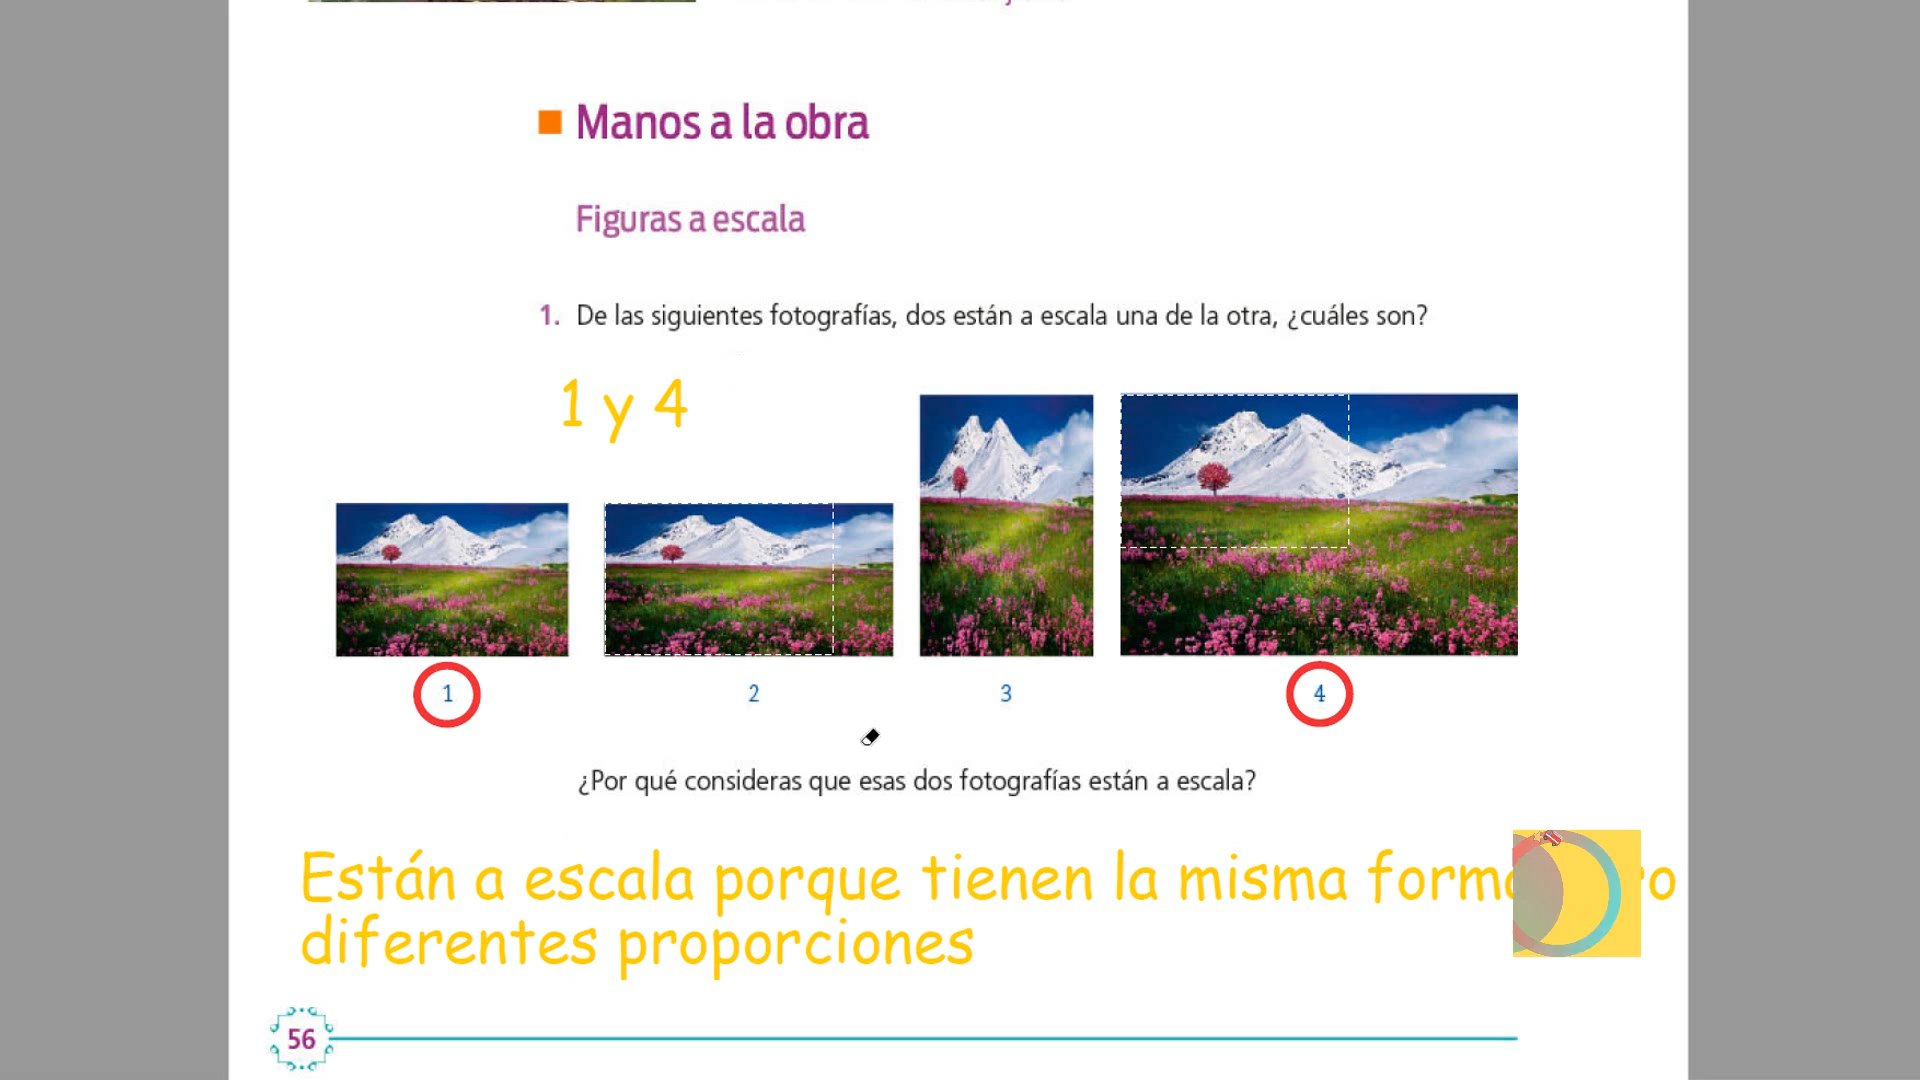 Manos a la obra
Figuras a escala
1. De las siguientes fotografías, dos están a escala una de la otra, ¿cuáles son?
1 y 4
1
2
3
4
¿Por qué consideras que esas dos fotografías están a escala?
Están a escala porque tienen la misma
diferentes proporciones
56